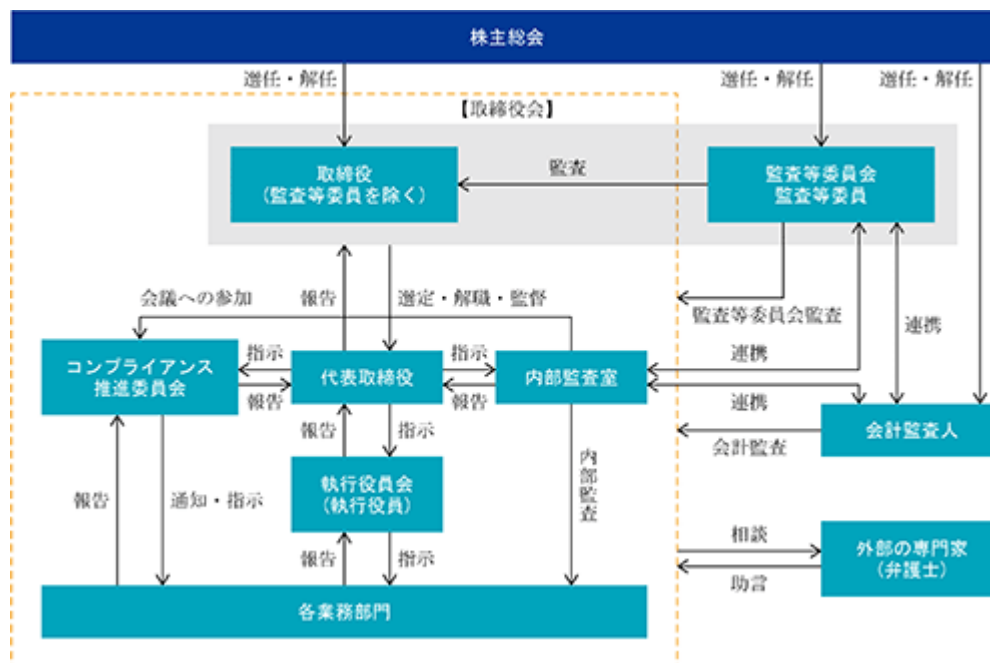 株主総会
選任・解任
選任・解任
選任・解任
【取締役会】
取締役
(監査等委員を除く)
監査
監査等委員会
監査等委員
会議への参加
報告
選定・解職・監督
監査等委員会監査
連携
コンプライアンス
推進委員会
指示
報告
代表取締役
指示
報告
内部監査室
連携
連携
会計監査
会計監査人
報告
指示
執行役員会
(執行役員)
内部監査
報告
通知・指示
報告
指示
相談
助言
外部の専門家
(弁護士)
各業務部門